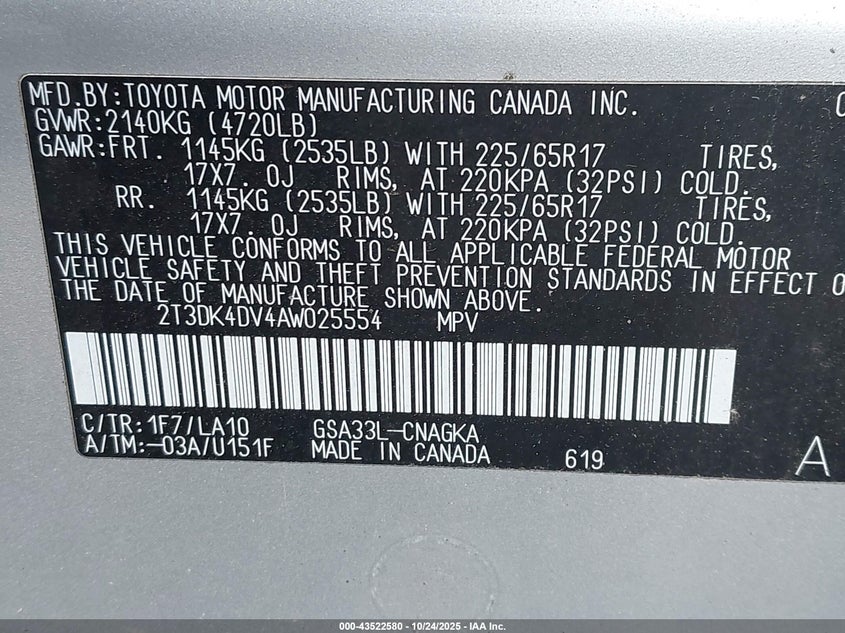 MFD.BY:TOYOTA MOTOR MANUFACTURING CANADA INC.
GVWR:2140KG (4720LB)
GAWR:FRT. 1145KG (2535LB) WITH 225/65R17 TIRES,
17X7. 0J RIMS, AT 220KPA (32PSI) COLD.
RR. 1145KG (2535LB) WITH 225/65R17 TIRES,
17X7. 0J RIMS, AT 220KPA (32PSI) COLD.
THIS VEHICLE CONFORMS TO ALL APPLICABLE FEDERAL MOTOR
VEHICLE SAFETY AND THEFT PREVENTION STANDARDS IN EFFECT O
THE DATE OF MANUFACTURE SHOWN ABOVE.
2T3DK4DV4AW025554 MPV
C/TR:1F7/LA10 GSA33L-CNAGKA
A/TM:-03A/U151F MADE IN CANADA 619 A
000-43522580 - 10/24/2025 - IAA Inc.